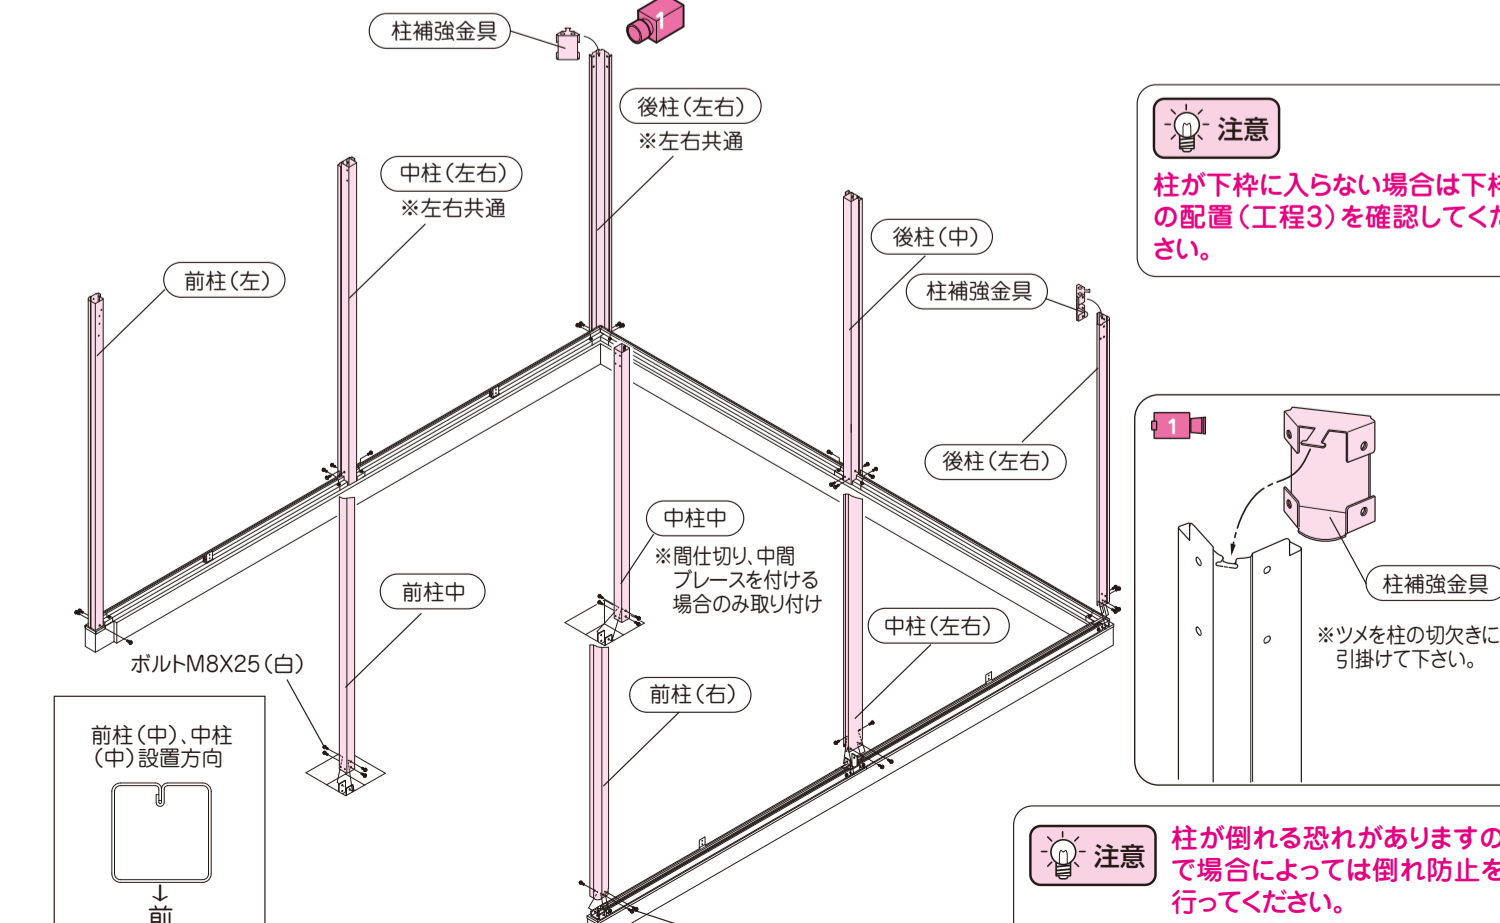 柱補強金具
1
後柱（左右）
※左右共通
中柱（左右）
※左右共通
前柱（左）
後柱（中）
柱補強金具
後柱（左右）
中柱中
※間仕切り、中間
ブレースを付ける
場合のみ取り付け
前柱中
中柱（左右）
ボルトM8X25（白）
前柱（右）
前柱（中）、中柱
（中）設置方向
前
注意
柱が下枠に入らない場合は下枠
の配置（工程3）を確認してくだ
さい。
1
柱補強金具
※ツメを柱の切欠きに
引掛けて下さい。
注意
柱が倒れる恐れがありますの
で場合によっては倒れ防止を
行ってください。